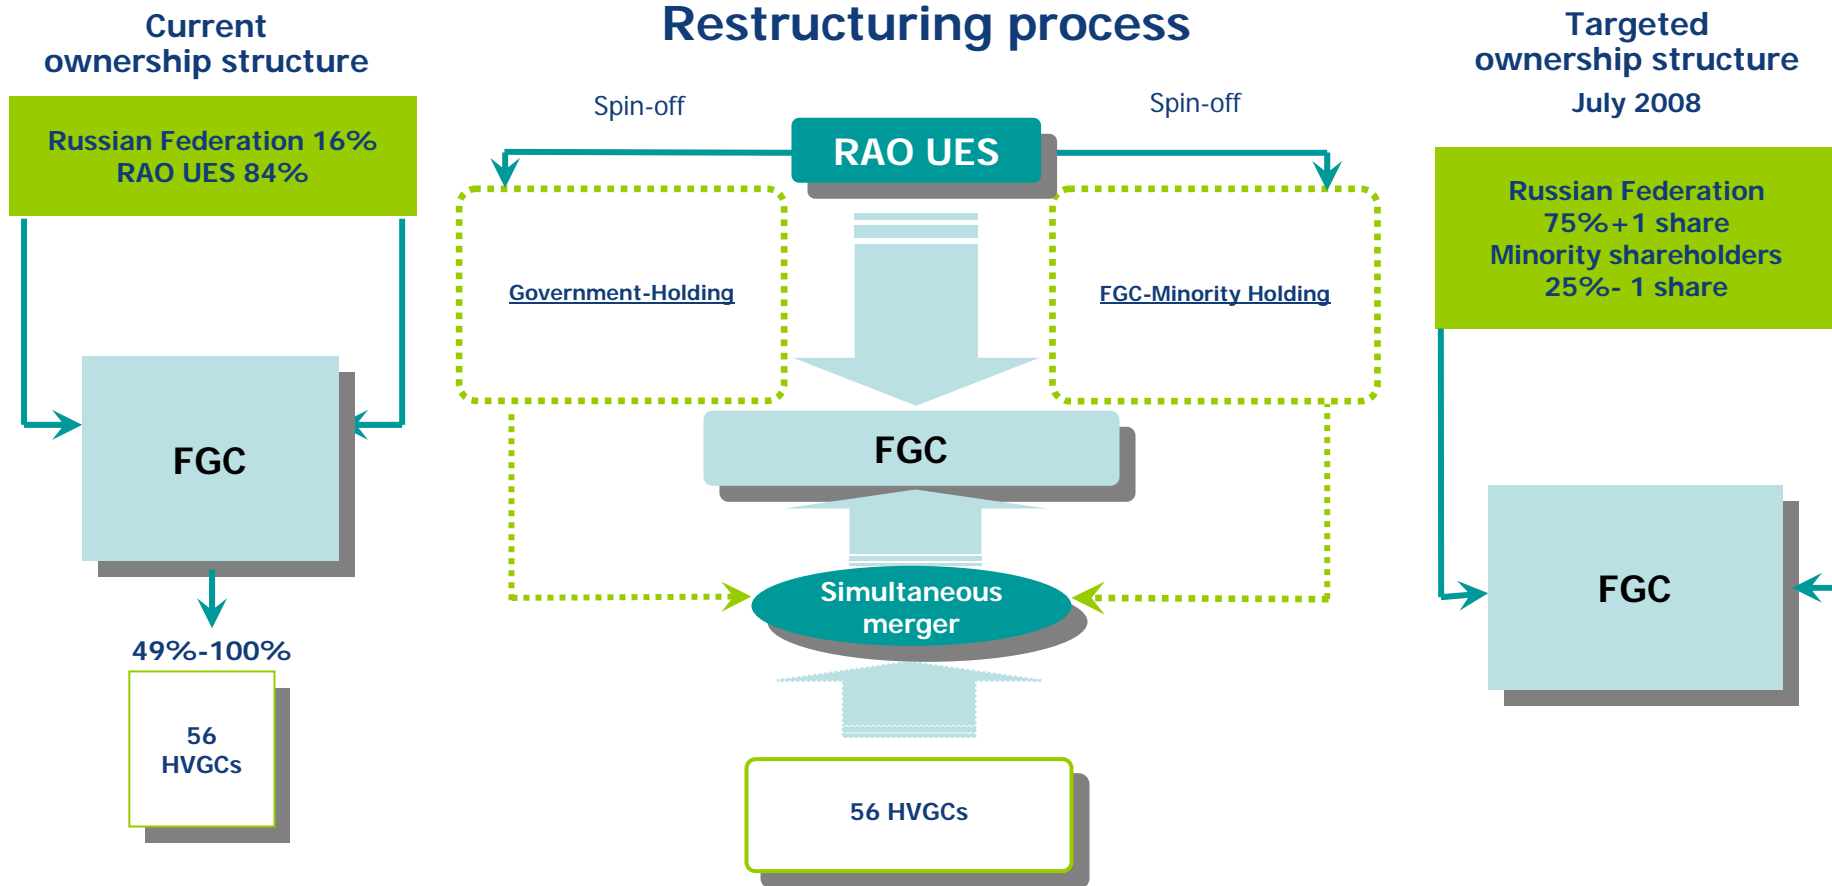 Current
ownership structure
Russian Federation 16%
RAO UES 84%
FGC
49%-100%
56
HVGCs
Restructuring process
Spin-off
Spin-off
RAO UES
Government-Holding
FGC-Minority Holding
FGC
Simultaneous
merger
56 HVGCs
Targeted
ownership structure
July 2008
Russian Federation
75%+1 share
Minority shareholders
25%- 1 share
FGC